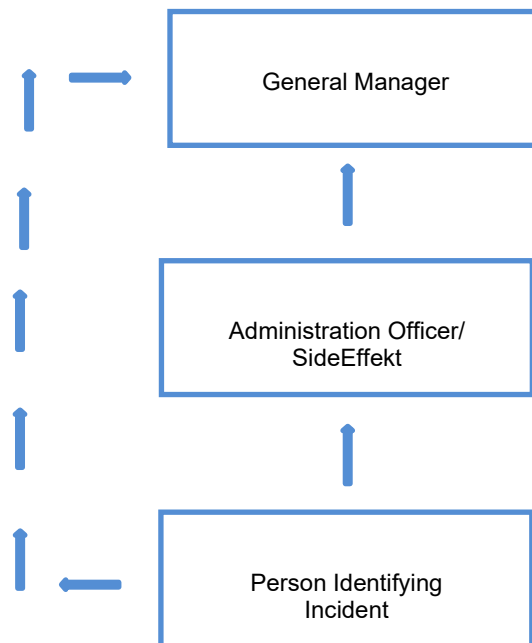 General Manager
Administration Officer/
SideEffekt
Person Identifying
Incident